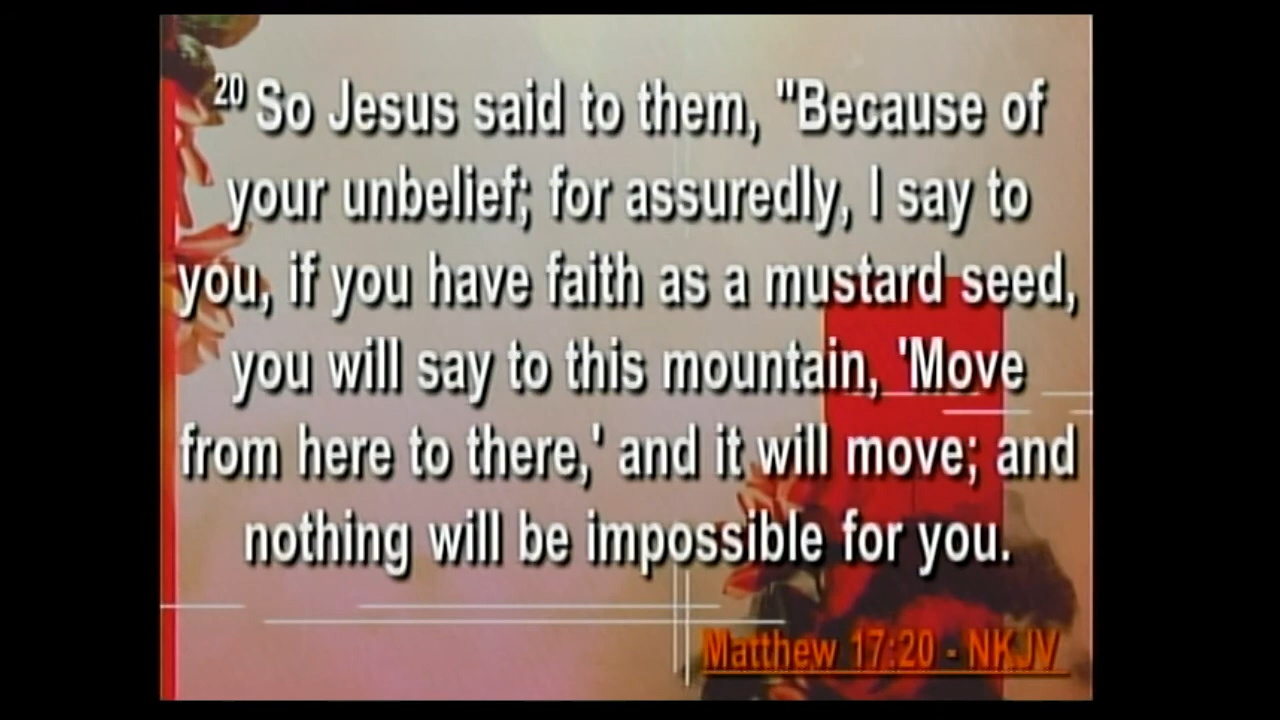 20 So Jesus said to them, "Because of
your unbelief; for assuredly, I say to
you, if you have faith as a mustard seed,
you will say to this mountain, 'Move
from here to there,' and it will move; and
nothing will be impossible for you.
Matthew 17:20 - NKJV